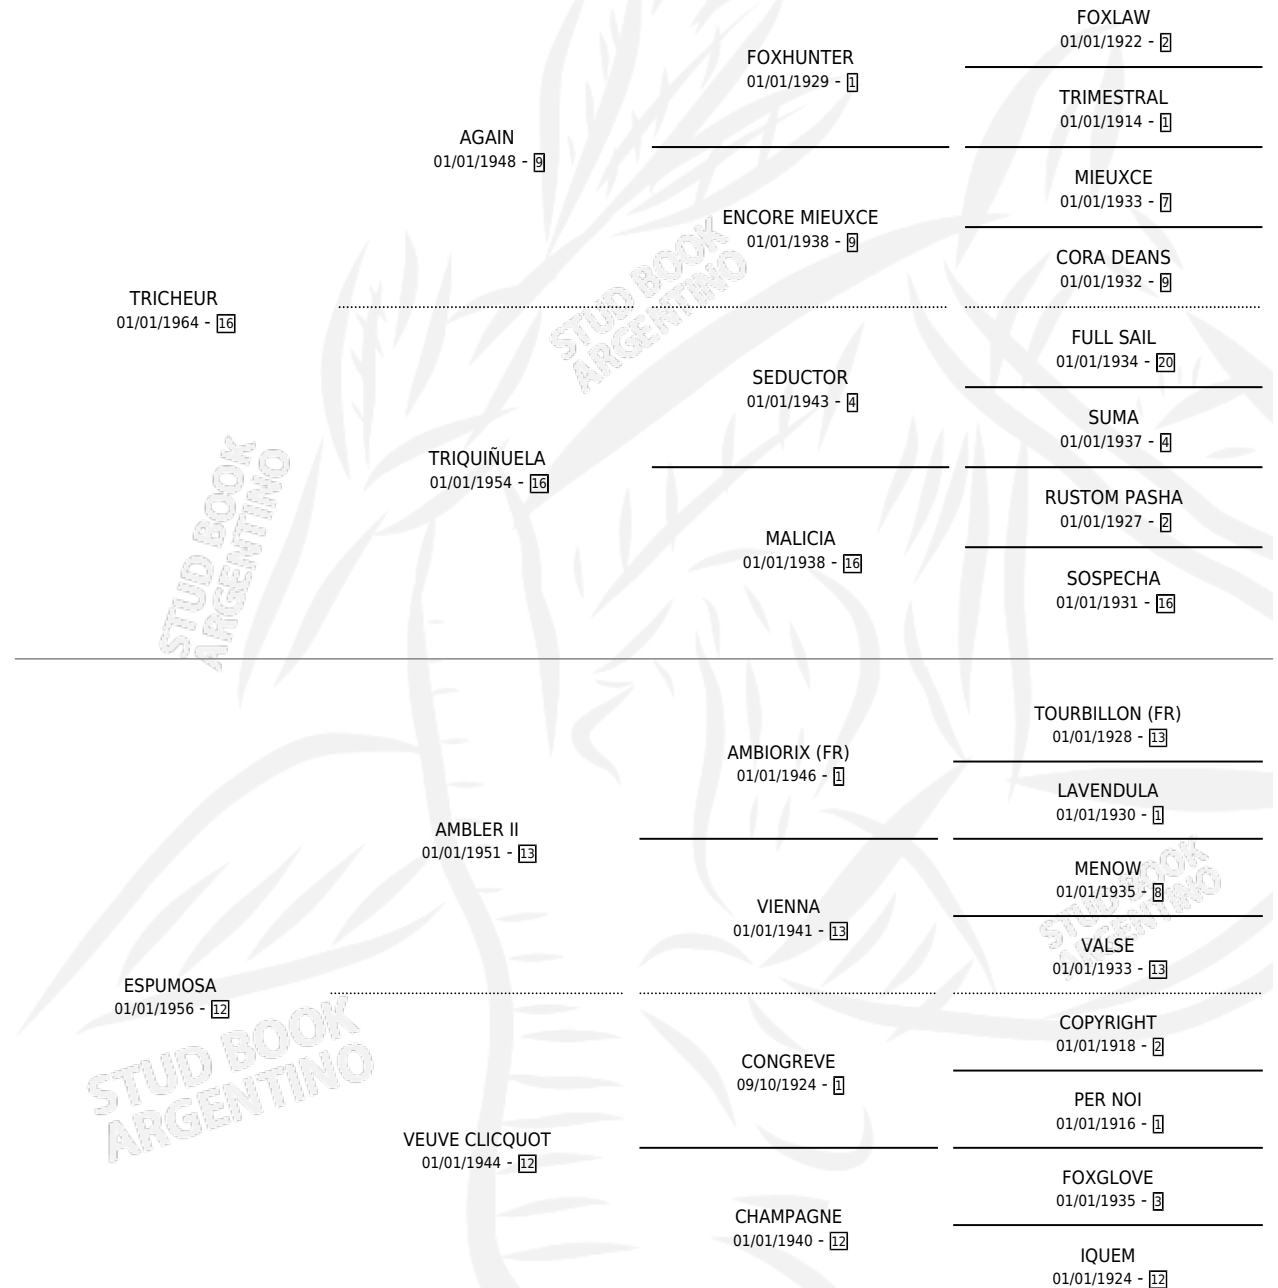 FOXLAW
01/01/1922 - 2
FOXHUNTER
01/01/1929 - 1
TRIMESTRAL
01/01/1914 - 1
AGAIN
01/01/1948 - 9
MIEUXCE
01/01/1933 - 7
ENCORE MIEUXCE
01/01/1938 - 9
CORA DEANS
01/01/1932 - 9
TRICHEUR
01/01/1964 - 16
FULL SAIL
01/01/1934 - 20
SEDUCTOR
01/01/1943 - 4
SUMA
01/01/1937 - 4
TRIQUIÑUELA
01/01/1954 - 16
RUSTOM PASHA
01/01/1927 - 2
MALICIA
01/01/1938 - 16
SOSPECHA
01/01/1931 - 16
TOURBILLON (FR)
01/01/1928 - 13
AMBIORIX (FR)
01/01/1946 - 1
LAVENDULA
01/01/1930 - 1
AMBLER II
01/01/1951 - 13
MENOW
01/01/1935 - 8
VIENNA
01/01/1941 - 13
VALSE
01/01/1933 - 13
ESPUMOSA
01/01/1956 - 12
COPYRIGHT
01/01/1918 - 2
CONGREVE
09/10/1924 - 1
PER NOI
01/01/1916 - 1
VEUVE CLICQUOT
01/01/1944 - 12
FOXGLOVE
01/01/1935 - 3
CHAMPAGNE
01/01/1940 - 12
IQUEM
01/01/1924 - 12
STUD BOOK
ARGENTINO
STUD BOOK
ARGENTINO
STUD BOOK
ARGENTINO
STUD BOOK
ARGENTINO